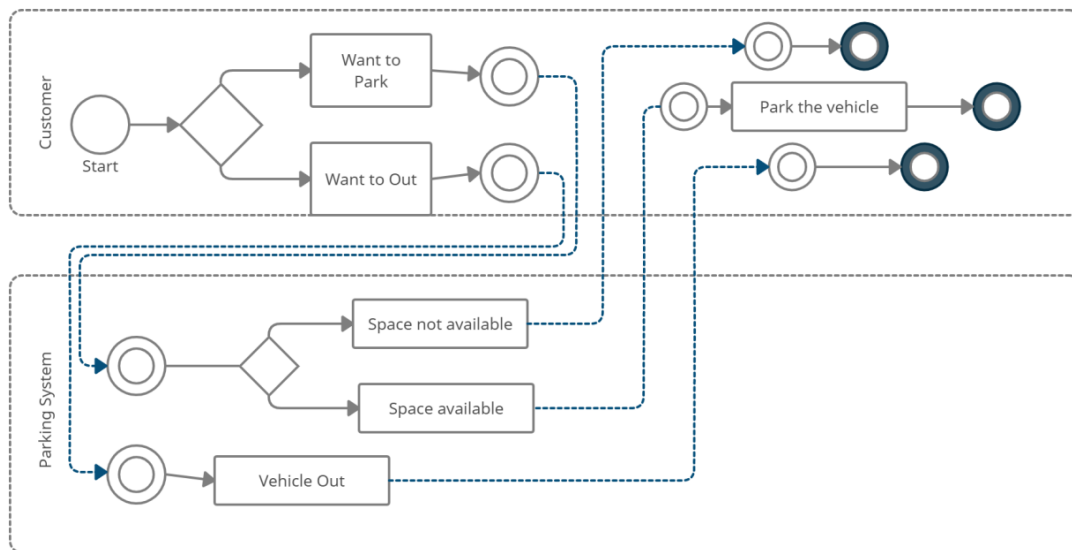 Customer
Start
Want to
Park
Want to Out
Park the vehicle
Parking System
Space not available
Space available
Vehicle Out